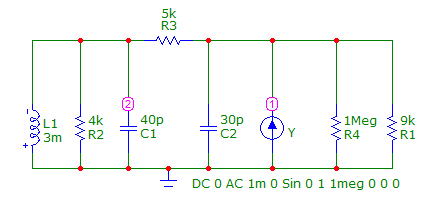 5k
R3
2
1
- L1
+ 3m
4k
R2
40p
C1
30p
C2
Y
1Meg
R4
9k
R1
DC 0 AC 1m 0 Sin 0 1 1meg 0 0 0